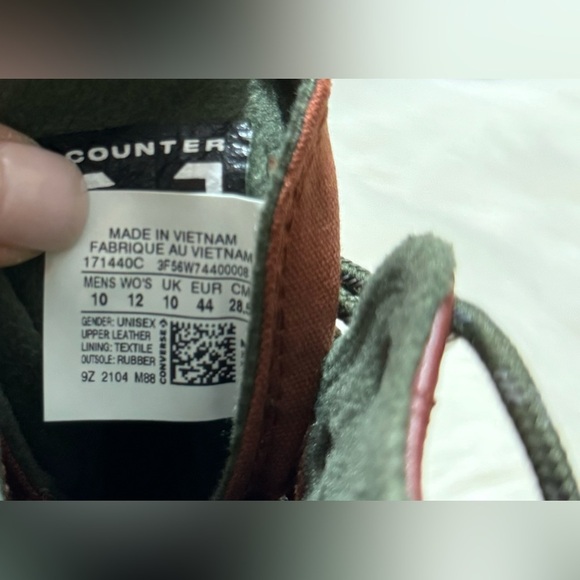 COUNTER
MADE IN VIETNAM
FABRIQUE AU VIETNAM
171440C 3F56W74400008
MENS WO'S UK EUR CM
10 12 10 44 28.5
GENDER: UNISEX
UPPER LEATHER
LINING: TEXTILE
OUTSOLE: RUBBER
9Z 2104 M88
CONVERSE